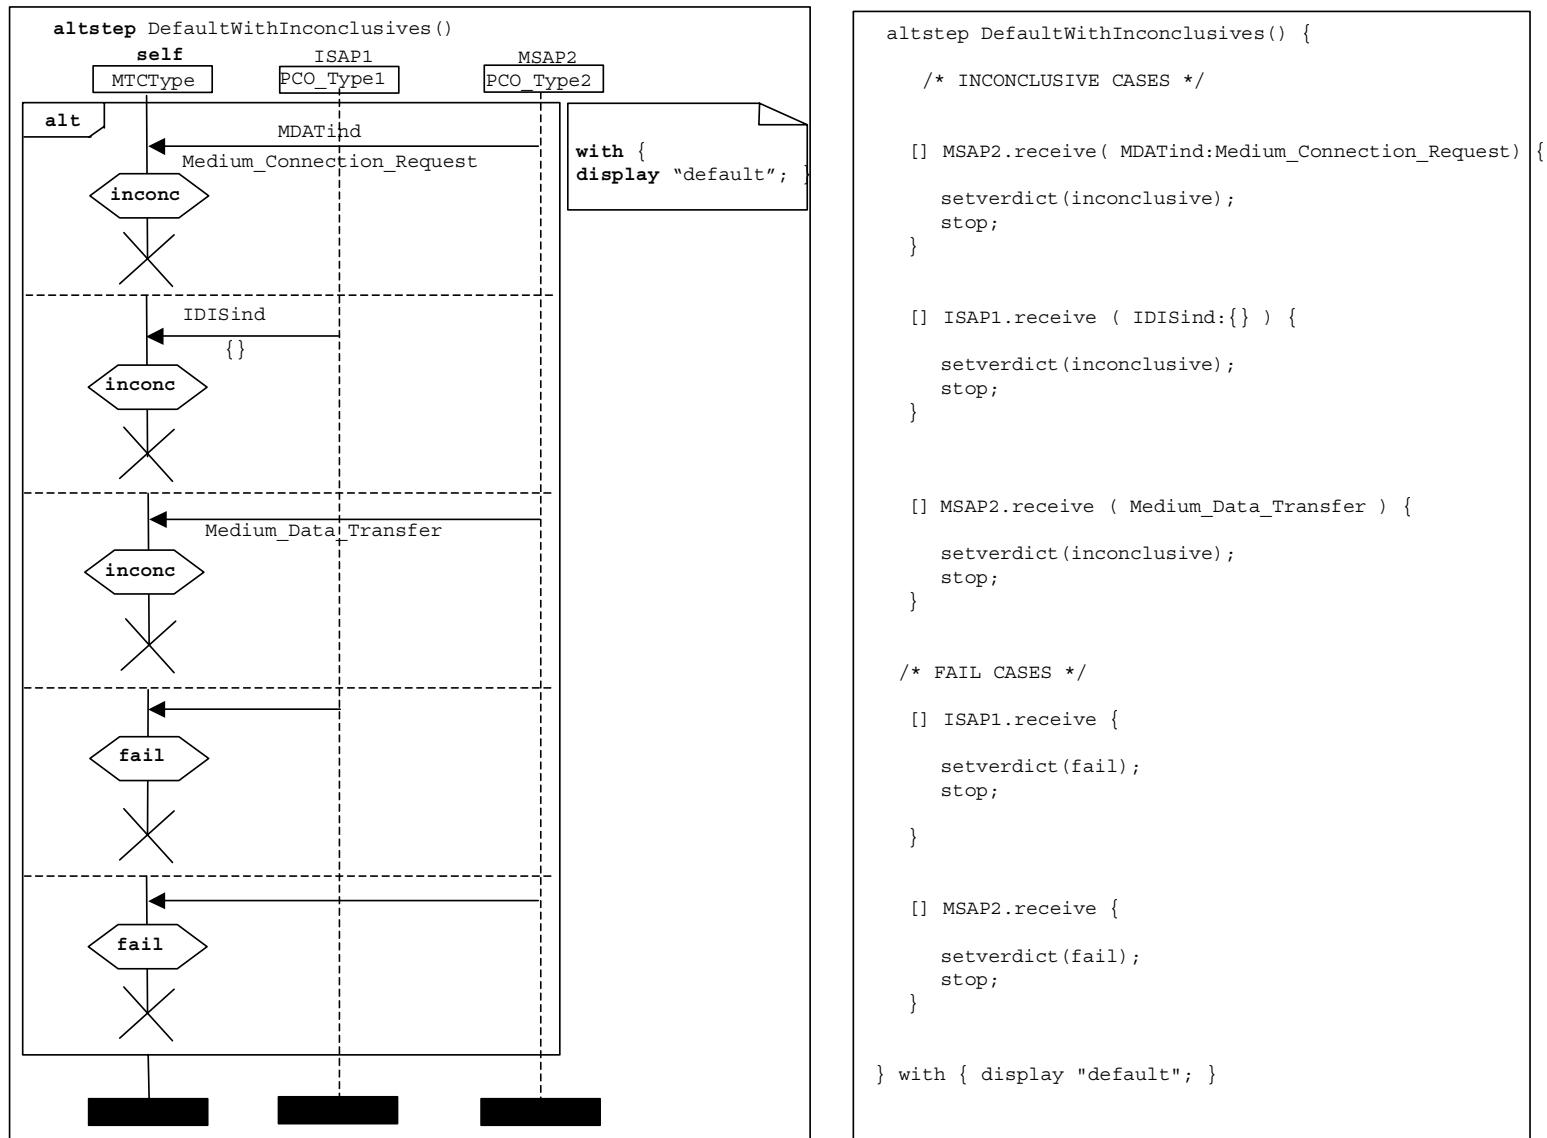 altstep DefaultWithInconclusives()
self ISAP1 MSAP2
MTCType PCO_Type1 PCO_Type2
alt
MDATind
Medium_Connection_Request
inconc
with {
display “default”; }
IDISind
{}
inconc
Medium_Data_Transfer
inconc
fail
fail
altstep DefaultWithInconclusives() {
/* INCONCLUSIVE CASES */
[] MSAP2.receive( MDATind:Medium_Connection_Request) {
setverdict(inconclusive);
stop;
}
[] ISAP1.receive ( IDISind:{} ) {
setverdict(inconclusive);
stop;
}
[] MSAP2.receive ( Medium_Data_Transfer ) {
setverdict(inconclusive);
stop;
}
/* FAIL CASES */
[] ISAP1.receive {
setverdict(fail);
stop;
}
[] MSAP2.receive {
setverdict(fail);
stop;
}
} with { display "default"; }